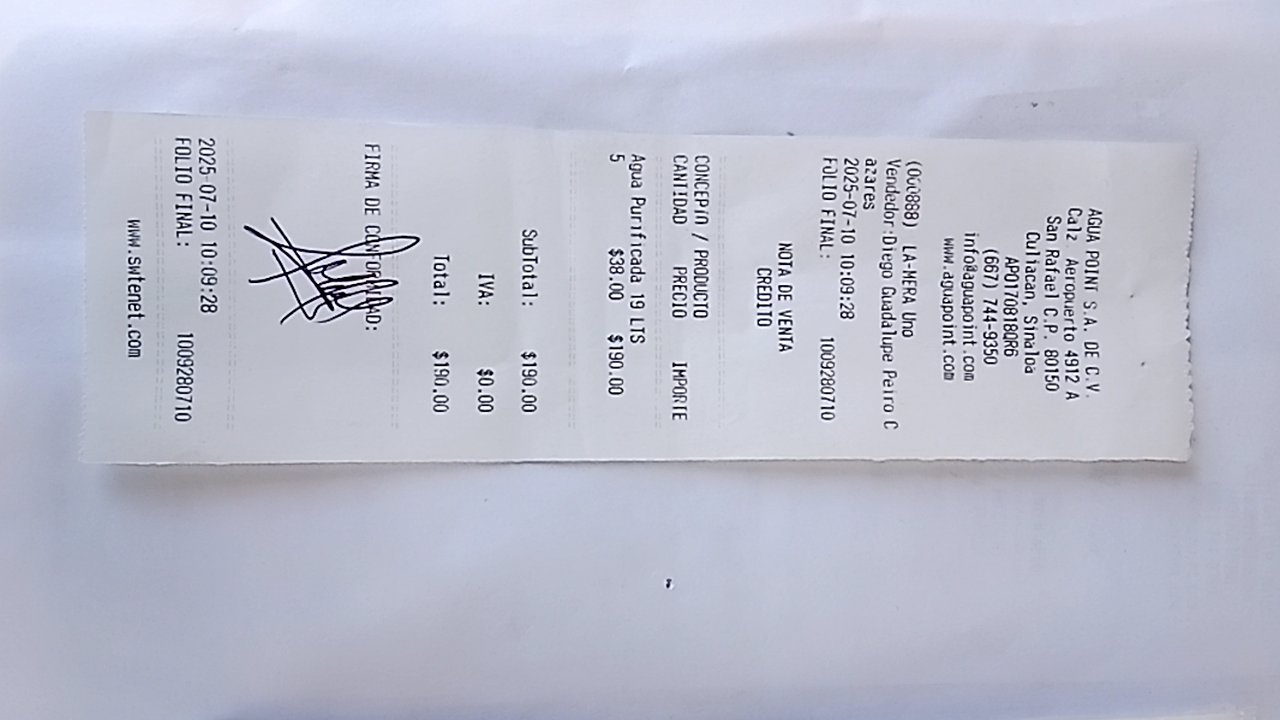 AGUA POINT S.A. DE C.V.
Calz Aeropuerto 4912 A
San Rafael C.P. 80150
Culiacan, Sinaloa
APO170818QR6
(667) 744-9350
info@aguapoint.com
www.aguapoint.com
(000868) LA-MERA Uno
Vendedor:Diego Guadalupe Peiro C
azares
2025-07-10 10:09:28
FOLIO FINAL: 1009280710
NOTA DE VENTA
CREDITO
CONCEPTO / PRODUCTO
CANTIDAD PRECIO IMPORTE
Agua Purificada 19 LTS
5 $38.00 $190.00
SubTotal: $190.00
IVA: $0.00
Total: $190.00
FIRMA DE CONFORMIDAD:
2025-07-10 10:09:28
FOLIO FINAL: 1009280710
www.swtenet.com